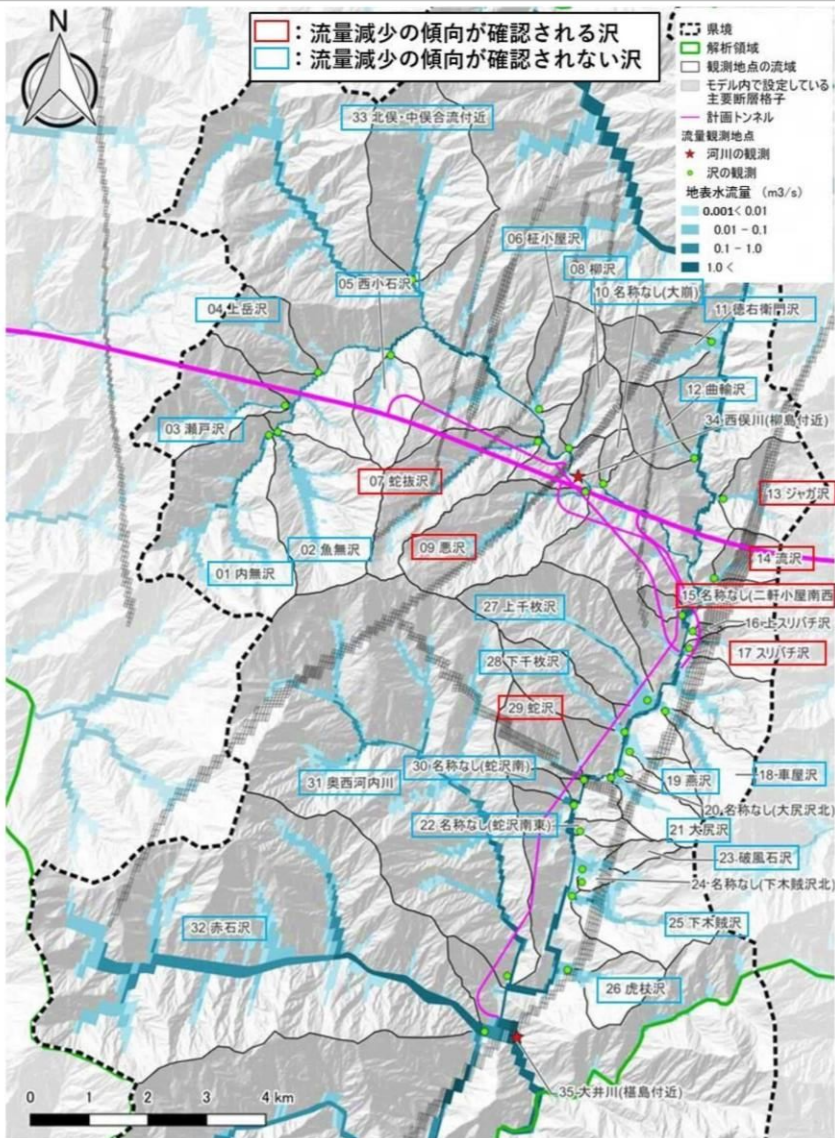 N
：流量減少の傾向が確認される沢
：流量減少の傾向が確認されない沢
県境
解析領域
観測地点の流域
モデル内で設定している
主要断層格子
計画トンネル
流量観測地点
河川の観測
沢の観測
地表水流量 (m3/s)
0.001< 0.01
0.01 - 0.1
0.1 - 1.0
1.0 <
33 北俣・中俣合流付近
06 柾小屋沢
08 柳沢
05 西小石沢
10 名称なし(大崩)
04 上岳沢
11 徳右衛門沢
12 曲輪沢
03 瀬戸沢
34 西俣川(柳島付近)
07 蛇抜沢
13 ジャガ沢
09 悪沢
02 魚無沢
14 流沢
01 内無沢
15 名称なし(二軒小屋南西
27 上千枚沢
16 上スリバチ沢
17 スリバチ沢
28 下千枚沢
29 蛇沢
30 名称なし(蛇沢南)
31 奥西河内川
19 燕沢
18 車屋沢
20 名称なし(大尻沢北)
22 名称なし(蛇沢南東)
21 大尻沢
23 破風石沢
24 名称なし(下木賊沢北)
32 赤石沢
25 下木賊沢
26 虎杖沢
35 大井川(椹島付近)
0 1 2 3 4 km